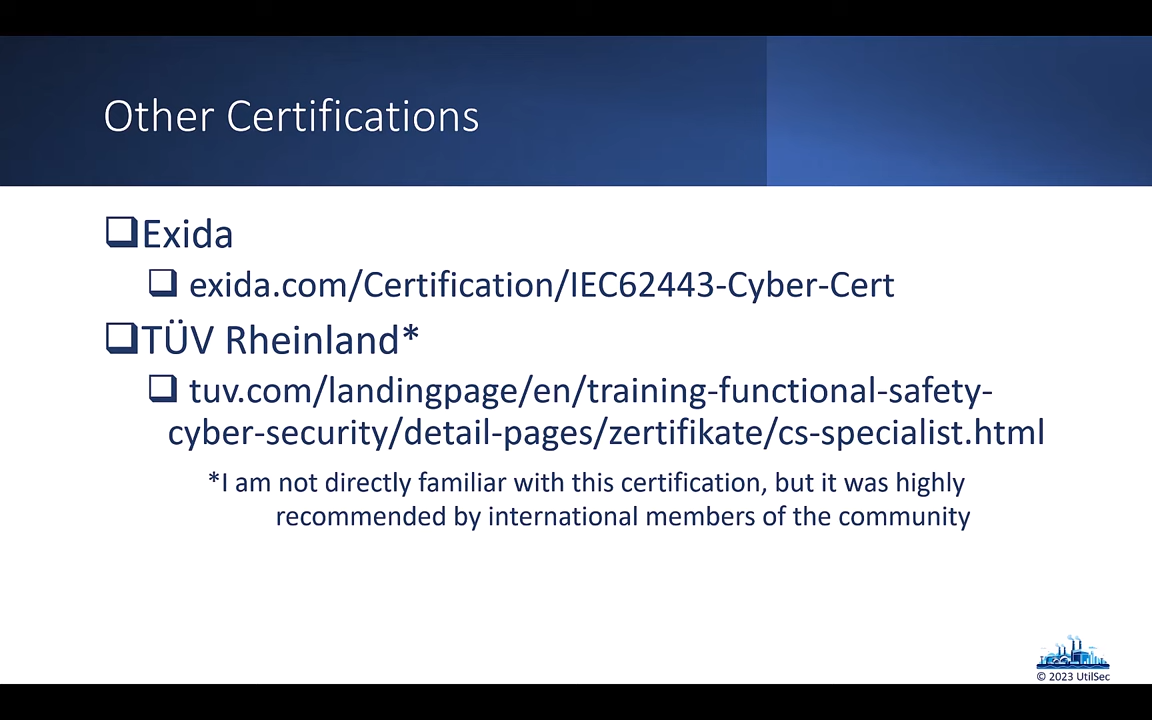 Other Certifications
Exida
exida.com/Certification/IEC62443-Cyber-Cert
TÜV Rheinland*
tuv.com/landingpage/en/training-functional-safety-
cyber-security/detail-pages/zertifikate/cs-specialist.html
*I am not directly familiar with this certification, but it was highly
recommended by international members of the community
© 2023 UtilSec